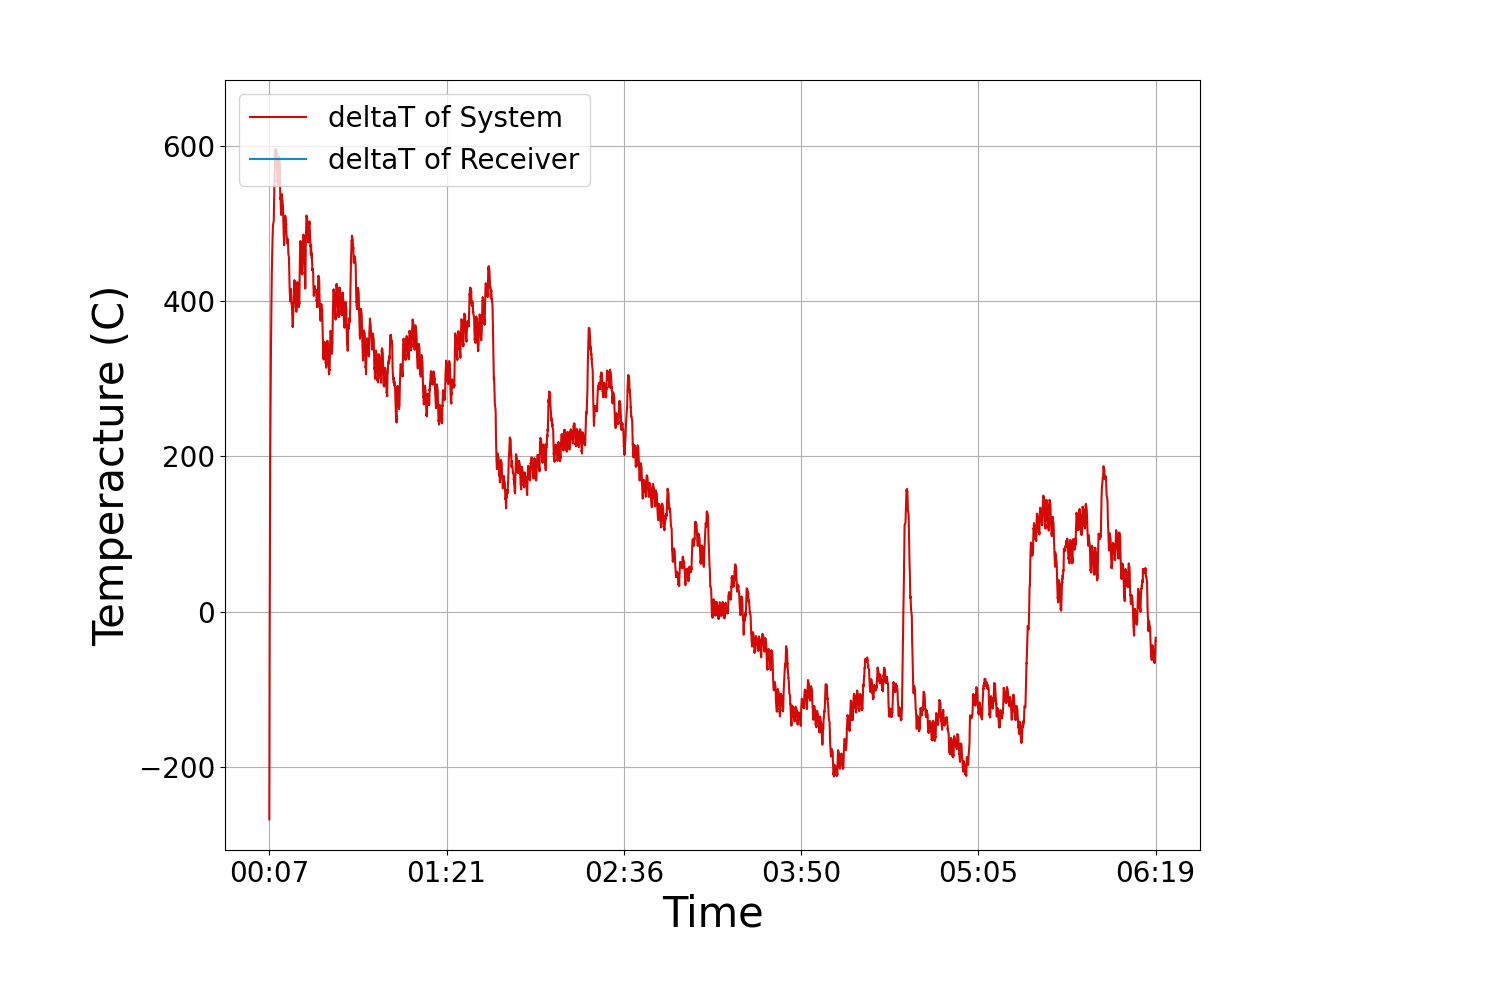 deltaT of System
deltaT of Receiver
600
400
200
0
−200
Temperacture (C)
00:07 01:21 02:36 03:50 05:05 06:19
Time